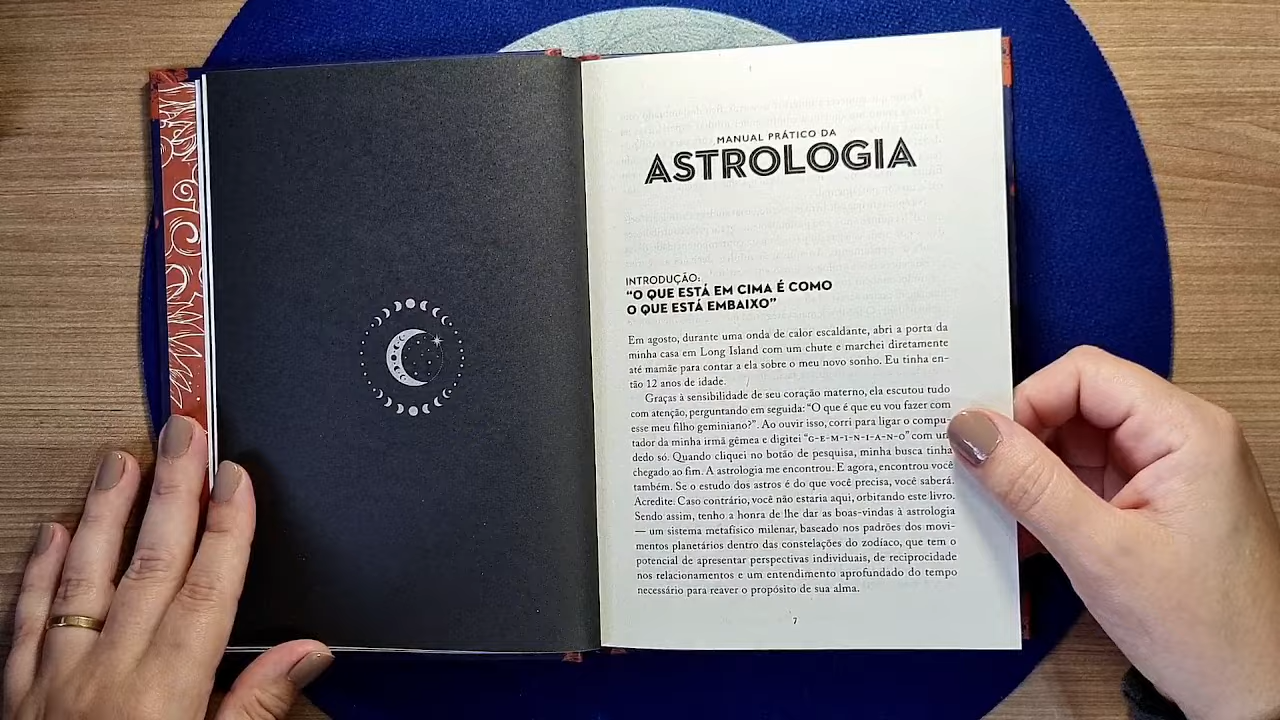 MANUAL PRÁTICO DA
ASTROLOGIA
INTRODUÇÃO:
“O QUE ESTÁ EM CIMA É COMO
O QUE ESTÁ EMBAIXO”
Em agosto, durante uma onda de calor escaldante, abri a porta da
minha casa em Long Island com um chute e marchei diretamente
até mamãe para contar a ela sobre o meu novo sonho. Eu tinha en-
tão 12 anos de idade.
Graças à sensibilidade de seu coração materno, ela escutou tudo
com atenção, perguntando em seguida: “O que é que eu vou fazer com
esse meu filho geminiano?”. Ao ouvir isso, corri para ligar o compu-
tador da minha irmã gêmea e digitei “G-E-M-I-N-I-A-N-O” com um
dedo só. Quando cliquei no botão de pesquisa, minha busca tinha
chegado ao fim. A astrologia me encontrou. E agora, encontrou você
também. Se o estudo dos astros é do que você precisa, você saberá.
Acredite. Caso contrário, você não estaria aqui, orbitando este livro.
Sendo assim, tenho a honra de lhe dar as boas-vindas à astrologia
— um sistema metafísico milenar, baseado nos padrões dos movi-
mentos planetários dentro das constelações do zodíaco, que tem o
potencial de apresentar perspectivas individuais, de reciprocidade
nos relacionamentos e um entendimento aprofundado do tempo
necessário para reaver o propósito de sua alma.
7